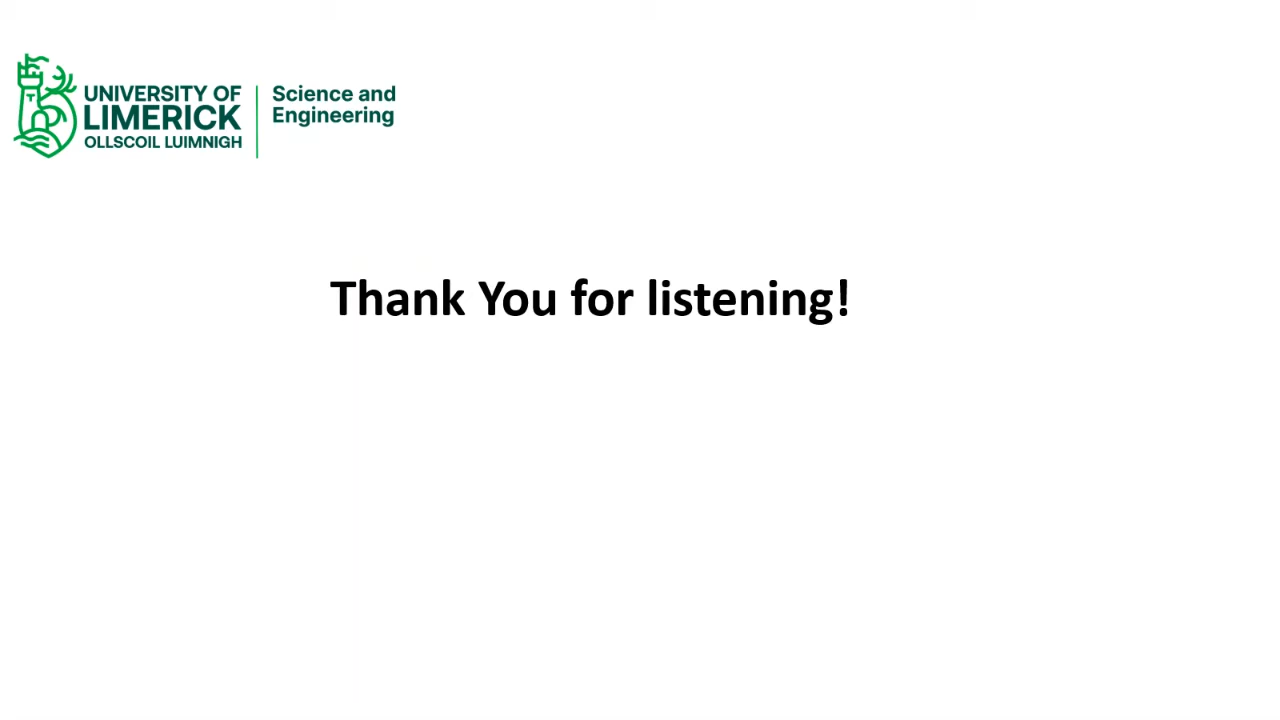 UNIVERSITY OF
LIMERICK
OLLSCOIL LUIMNIGH
Science and
Engineering
Thank You for listening!